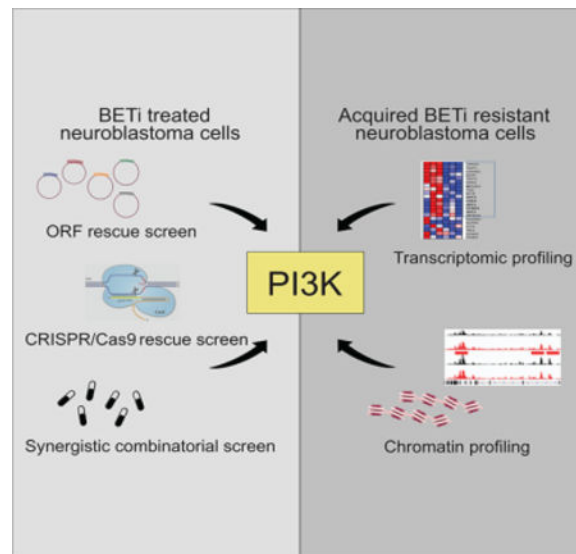 BETi treated
neuroblastoma cells
ORF rescue screen
CRISPR/Cas9 rescue screen
Synergistic combinatorial screen
PI3K
Acquired BETi resistant
neuroblastoma cells
Transcriptomic profiling
Chromatin profiling